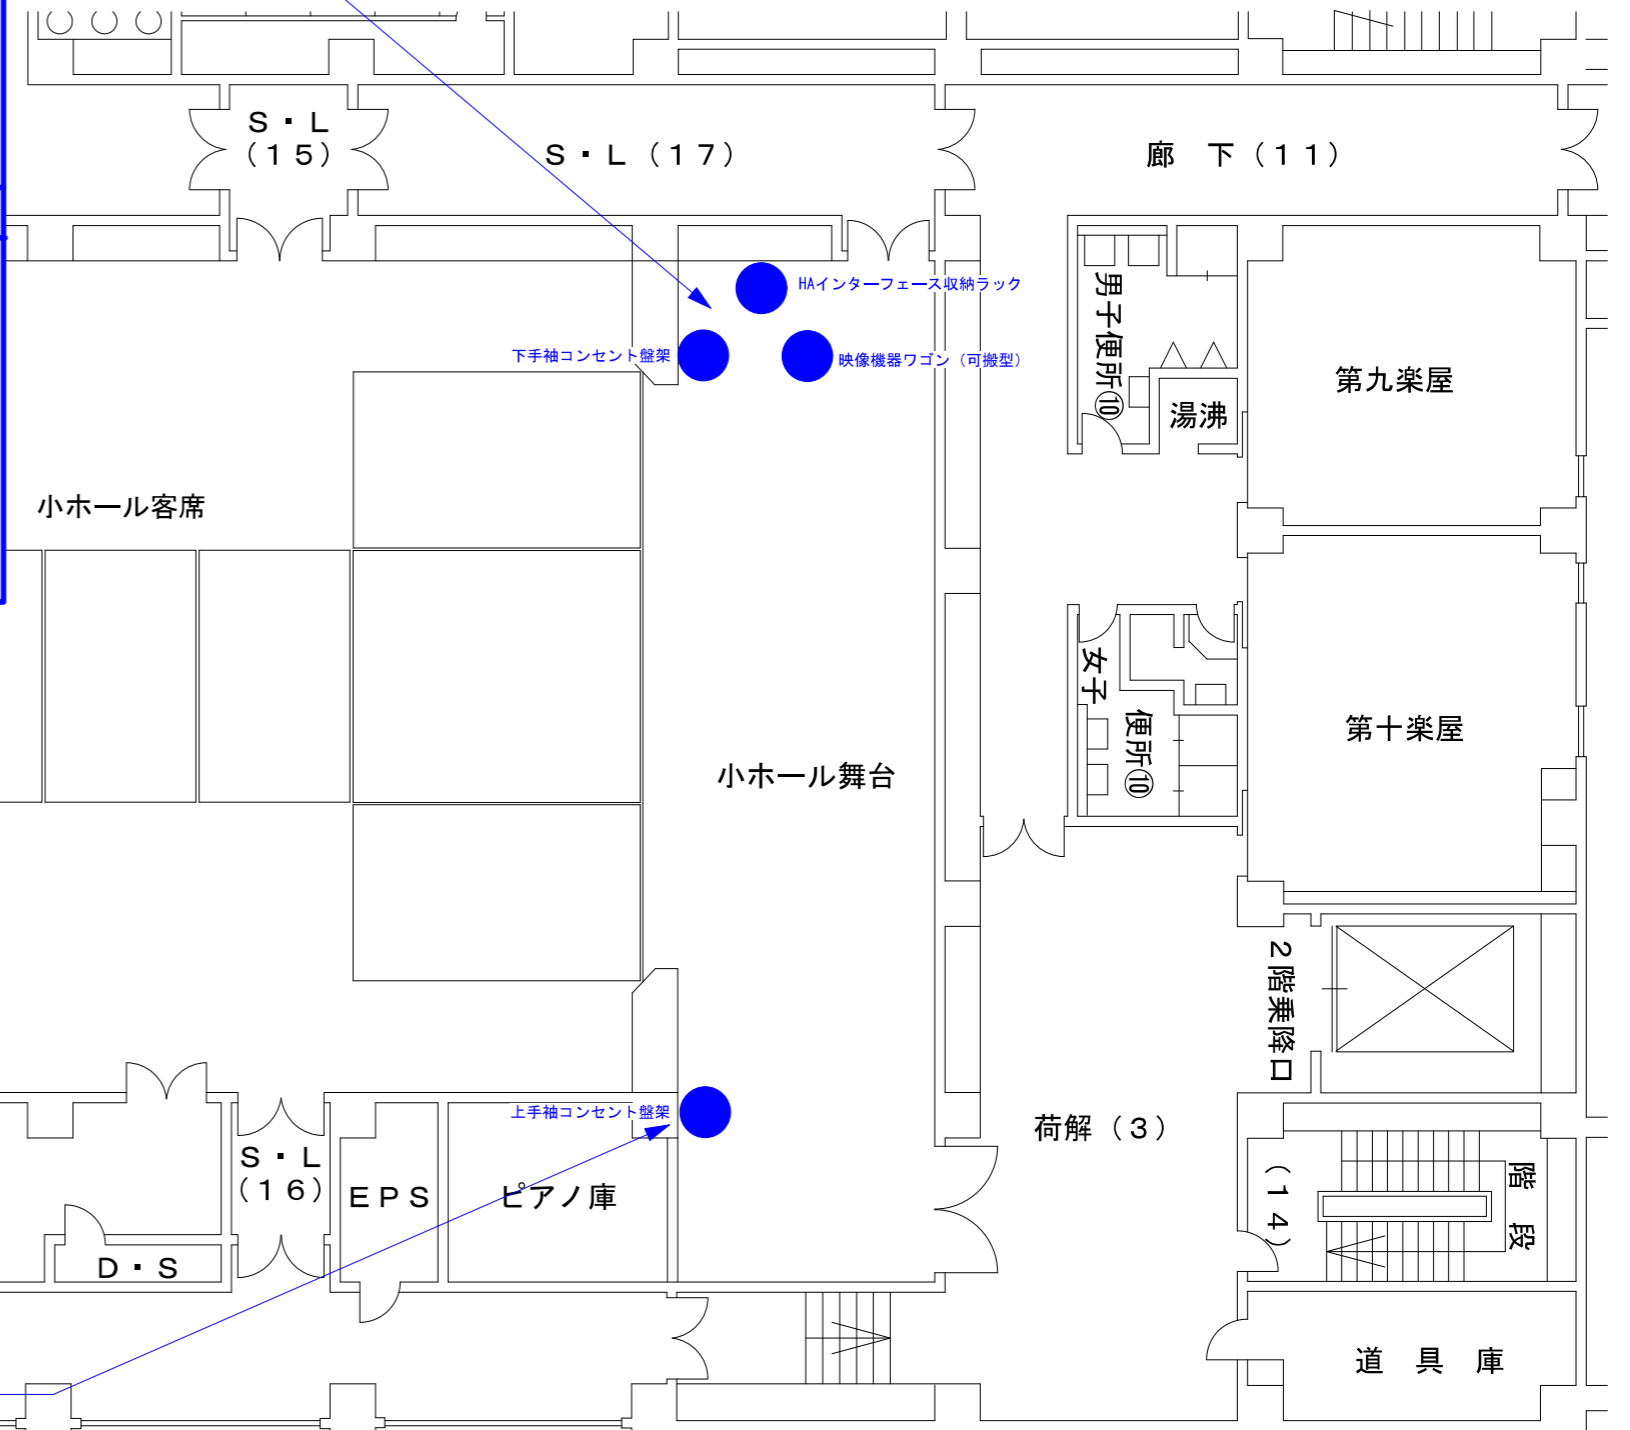 S・L
(15)
S・L(17)
廊 下(11)
HAインターフェース収納ラック
下手袖コンセント盤架
映像機器ワゴン(可搬型)
男子便所⑩
湯沸
第九楽屋
小ホール客席
女子
便所⑩
第十楽屋
小ホール舞台
2階乗降口
上手袖コンセント盤架
荷解(3)
S・L
(16)
EPS
ピアノ庫
階 段
(14)
D・S
道 具 庫